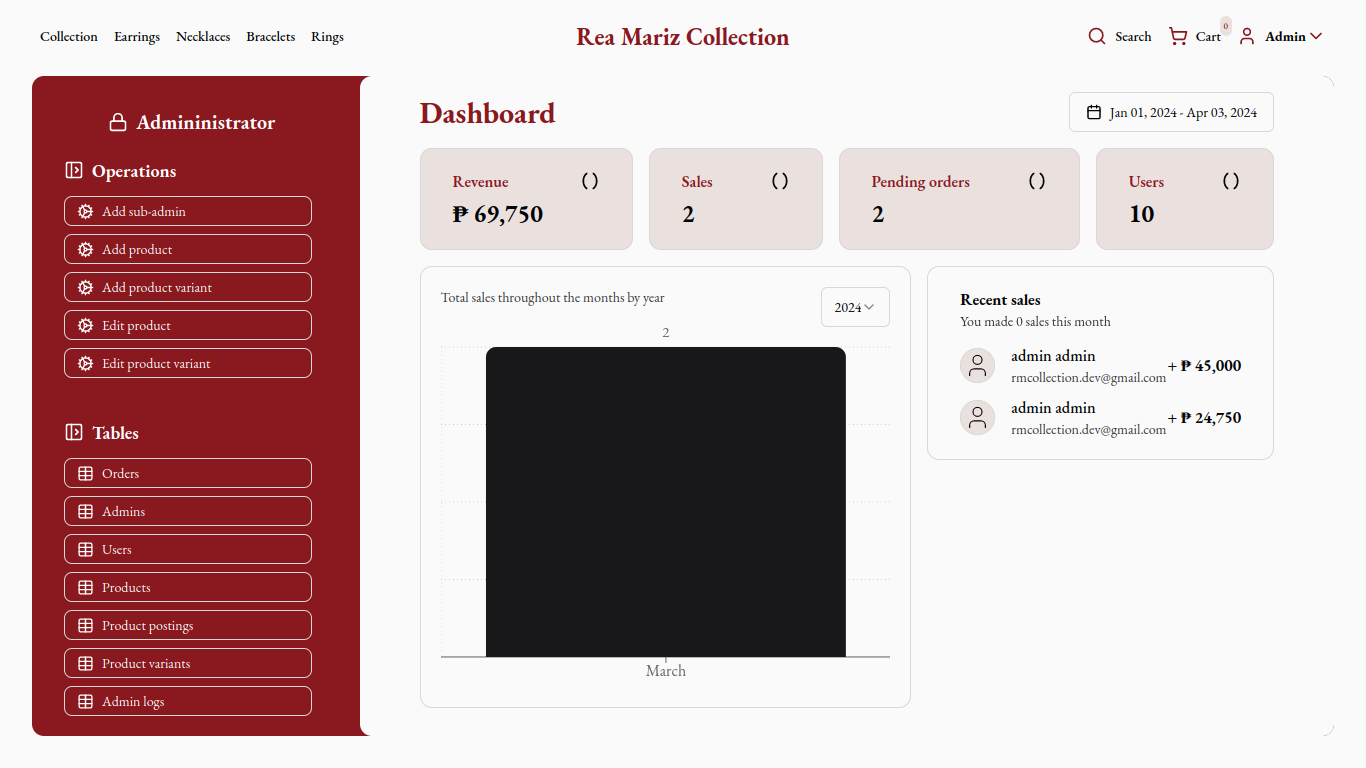 Collection Earrings Necklaces Bracelets Rings
Rea Mariz Collection
Search Cart 0 Admin
Admininistrator
Operations
Add sub-admin
Add product
Add product variant
Edit product
Edit product variant
Tables
Orders
Admins
Users
Products
Product postings
Product variants
Admin logs
Dashboard
Jan 01, 2024 - Apr 03, 2024
Revenue ()
₱ 69,750
Sales ()
2
Pending orders ()
2
Users ()
10
Total sales throughout the months by year
2024
2
March
Recent sales
You made 0 sales this month
admin admin
rmcollection.dev@gmail.com
+ ₱ 45,000
admin admin
rmcollection.dev@gmail.com
+ ₱ 24,750